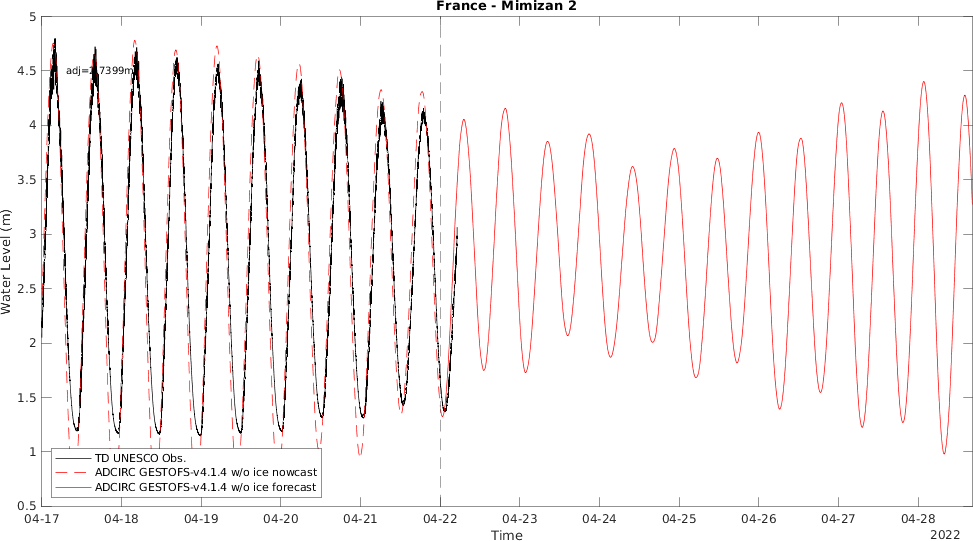 France - Mimizan 2
5
4.5
4
3.5
3
2.5
2
1.5
1
0.5
Water Level (m)
TD UNESCO Obs.
ADCIRC GESTOFS-v4.1.4 w/o ice nowcast
ADCIRC GESTOFS-v4.1.4 w/o ice forecast
04-17 04-18 04-19 04-20 04-21 04-22 04-23 04-24 04-25 04-26 04-27 04-28
Time
2022